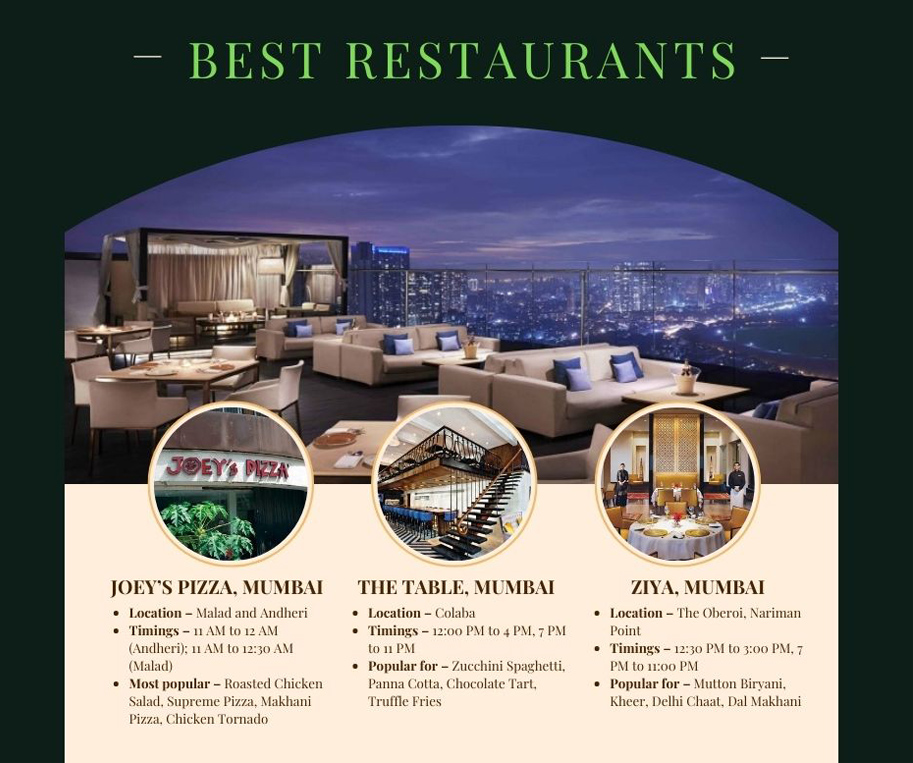 BEST RESTAURANTS
JOEY's PIZZA
JOEY'S PIZZA, MUMBAI
• Location – Malad and Andheri
• Timings – 11 AM to 12 AM
(Andheri); 11 AM to 12:30 AM
(Malad)
• Most popular – Roasted Chicken
Salad, Supreme Pizza, Makhani
Pizza, Chicken Tornado
THE TABLE, MUMBAI
• Location – Colaba
• Timings – 12:00 PM to 4 PM, 7 PM
to 11 PM
• Popular for – Zucchini Spaghetti,
Panna Cotta, Chocolate Tart,
Truffle Fries
ZIYA, MUMBAI
• Location – The Oberoi, Nariman
Point
• Timings – 12:30 PM to 3:00 PM, 7
PM to 11:00 PM
• Popular for – Mutton Biryani,
Kheer, Delhi Chaat, Dal Makhani